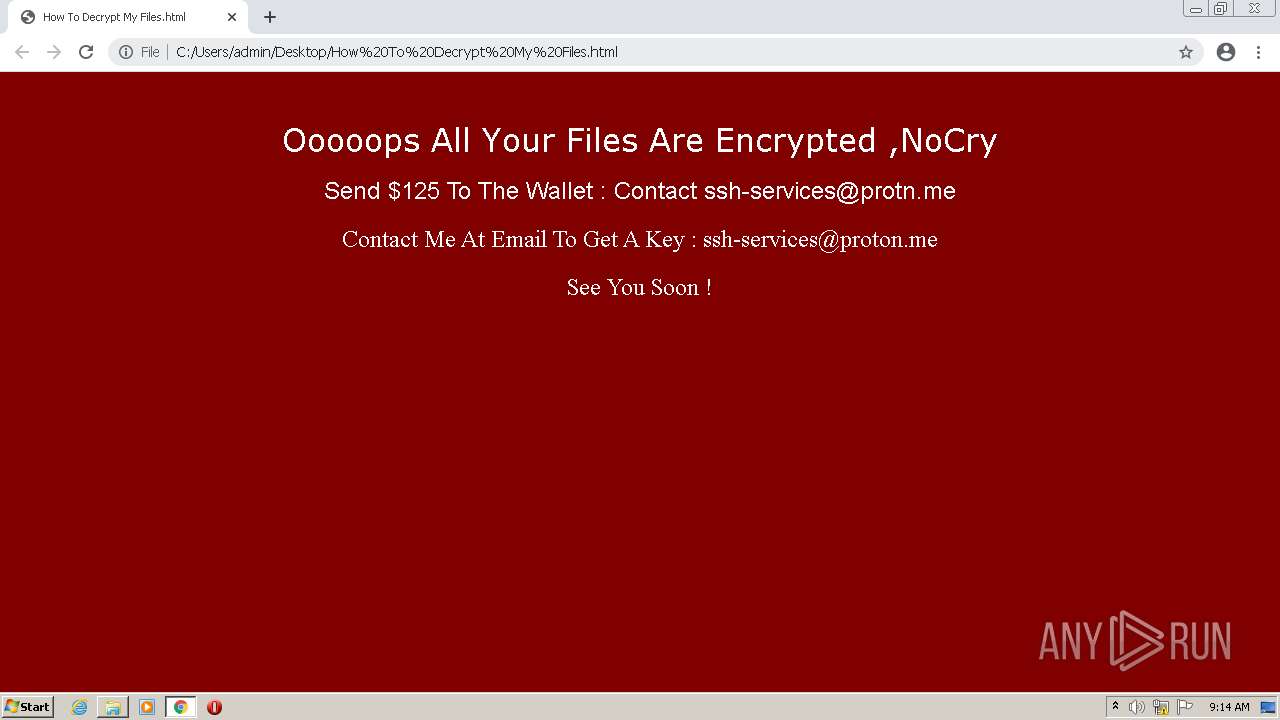 How To Decrypt My Files.html
File
C:/Users/admin/Desktop/How%20To%20Decrypt%20My%20Files.html
Ooooops All Your Files Are Encrypted ,NoCry
Send $125 To The Wallet : Contact ssh-services@protn.me
Contact Me At Email To Get A Key : ssh-services@proton.me
See You Soon !
ANY RUN
Start
9:14 AM